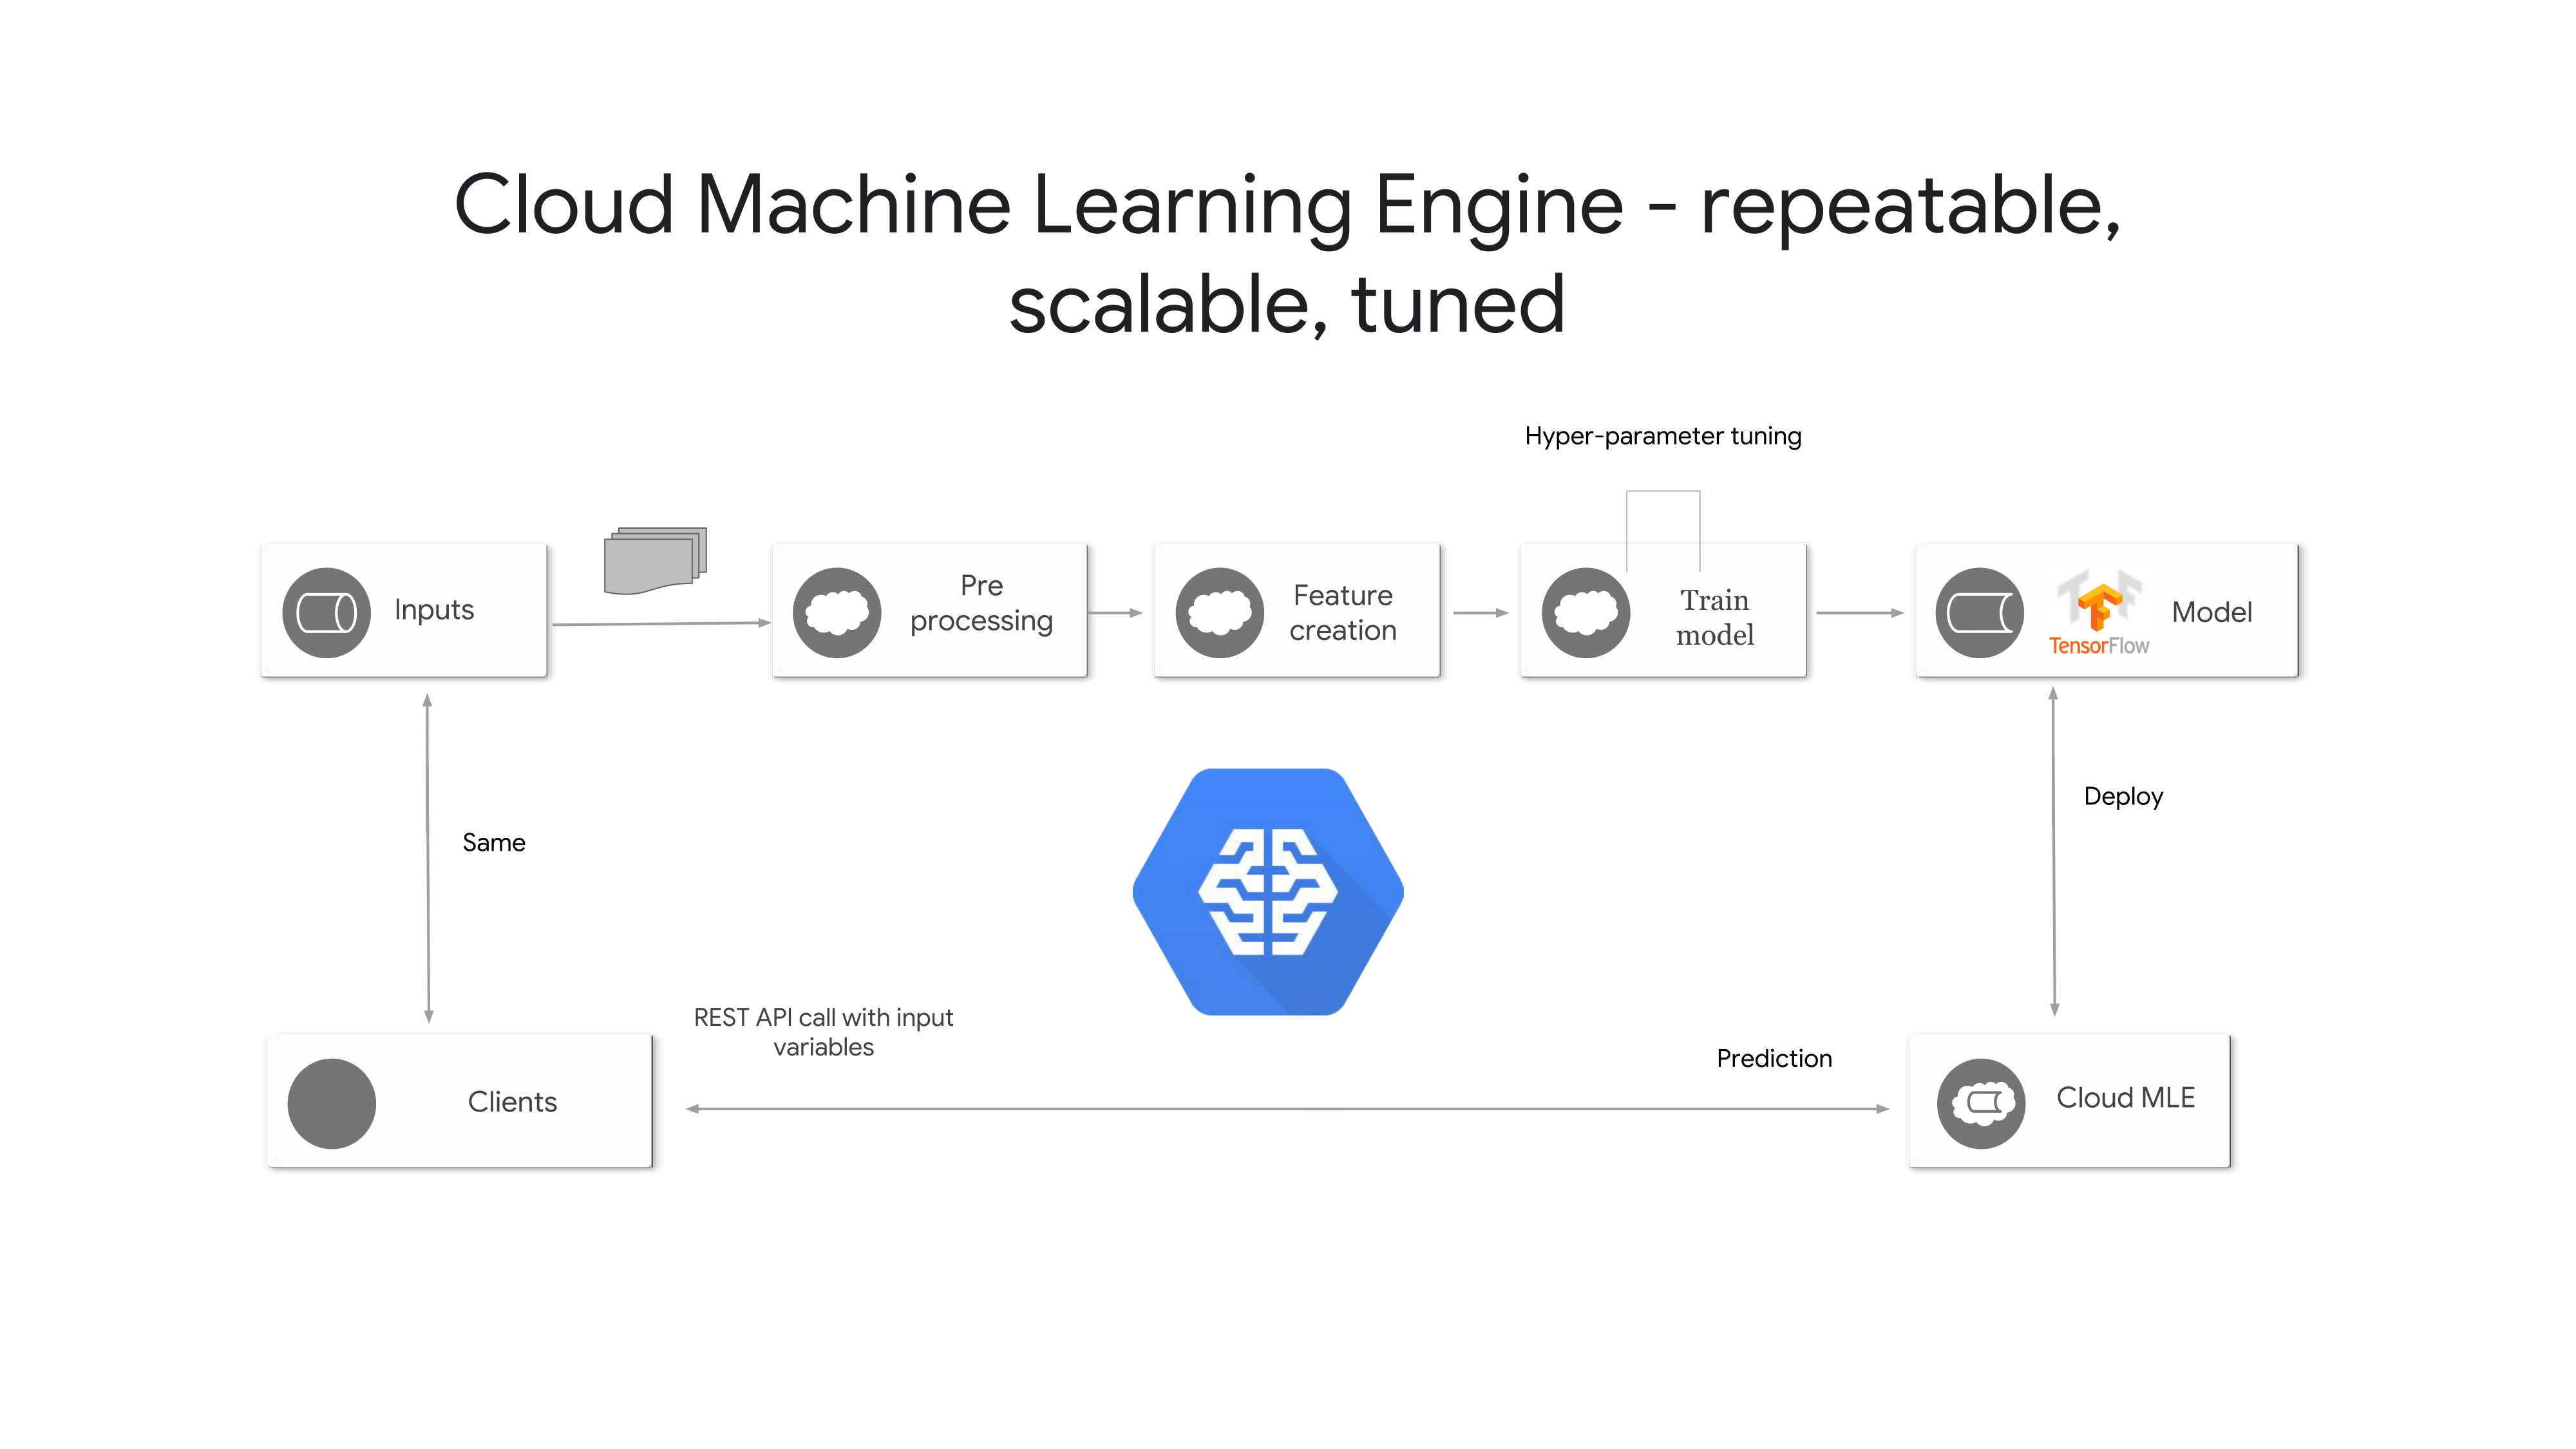 Cloud Machine Learning Engine - repeatable,
scalable, tuned
Hyper-parameter tuning
Inputs
Pre
processing
Feature
creation
Train
model
TensorFlow
Model
Same
Deploy
REST API call with input
variables
Prediction
Clients
Cloud MLE